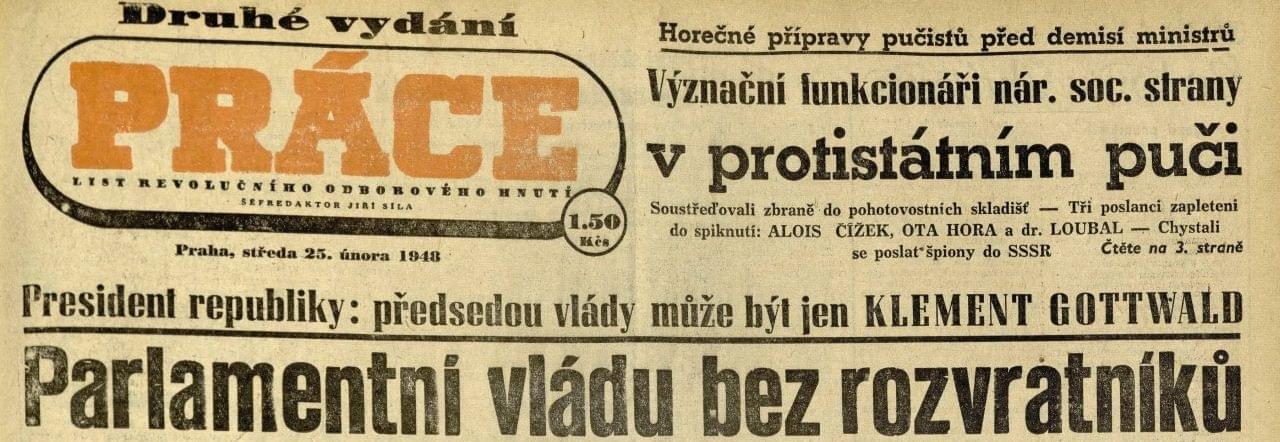 Druhé vydání
PRÁCE
LIST REVOLUČNÍHO ODBOROVÉHO HNUTÍ
ŠÉFREDAKTOR JIŘÍ SÍLA
1.50
Kčs
Praha, středa 25. února 1948
Horečné přípravy pučistů před demisí ministrů
Význační funkcionáři nár. soc. strany
v protistátním puči
Soustřeďovali zbraně do pohotovostních skladišť — Tři poslanci zapleteni
do spiknutí: ALOIS ČÍŽEK, OTA HORA a dr. LOUBAL — Chystali
se poslat špiony do SSSR Čtěte na 3. straně
President republiky: předsedou vlády může být jen KLEMENT GOTTWALD
Parlamentní vládu bez rozvratníků